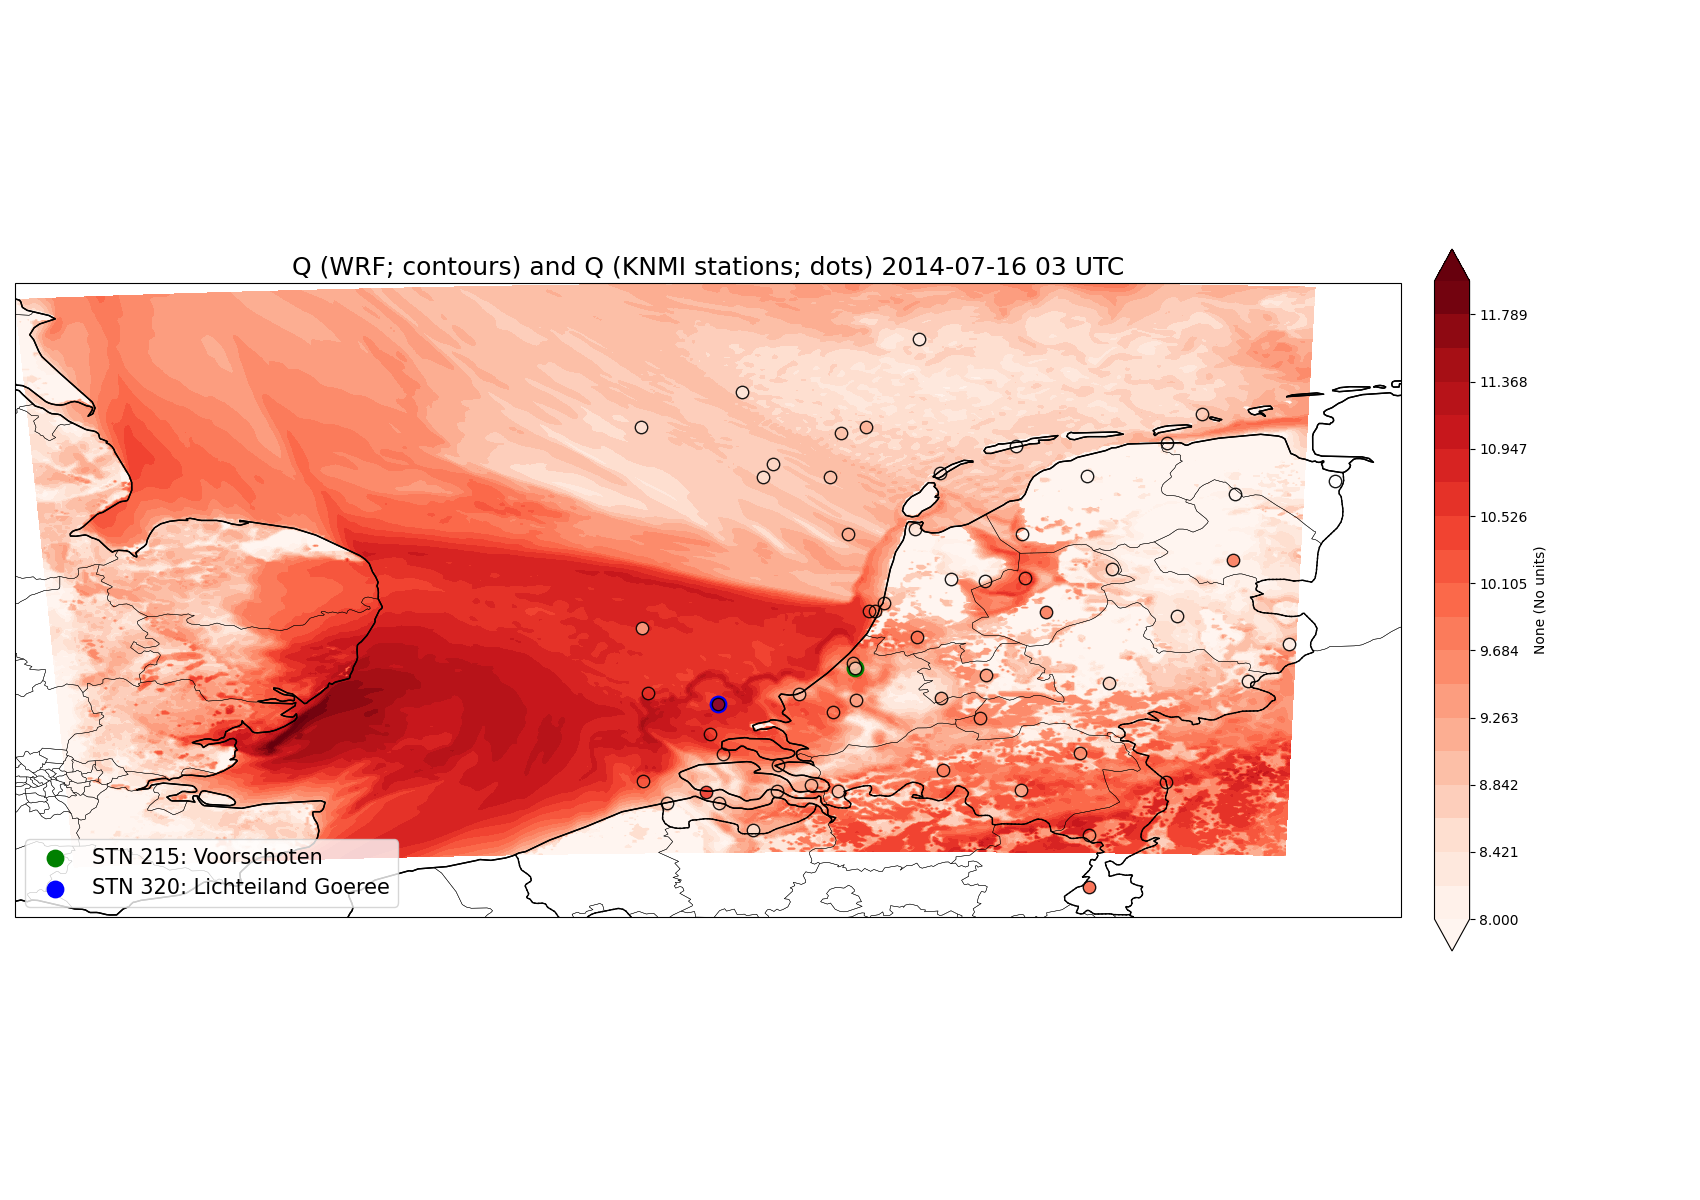 Q (WRF; contours) and Q (KNMI stations; dots) 2014-07-16 03 UTC
11.789
11.368
10.947
10.526
10.105
9.684
9.263
8.842
8.421
8.000
None (No units)
STN 215: Voorschoten
STN 320: Lichteiland Goeree